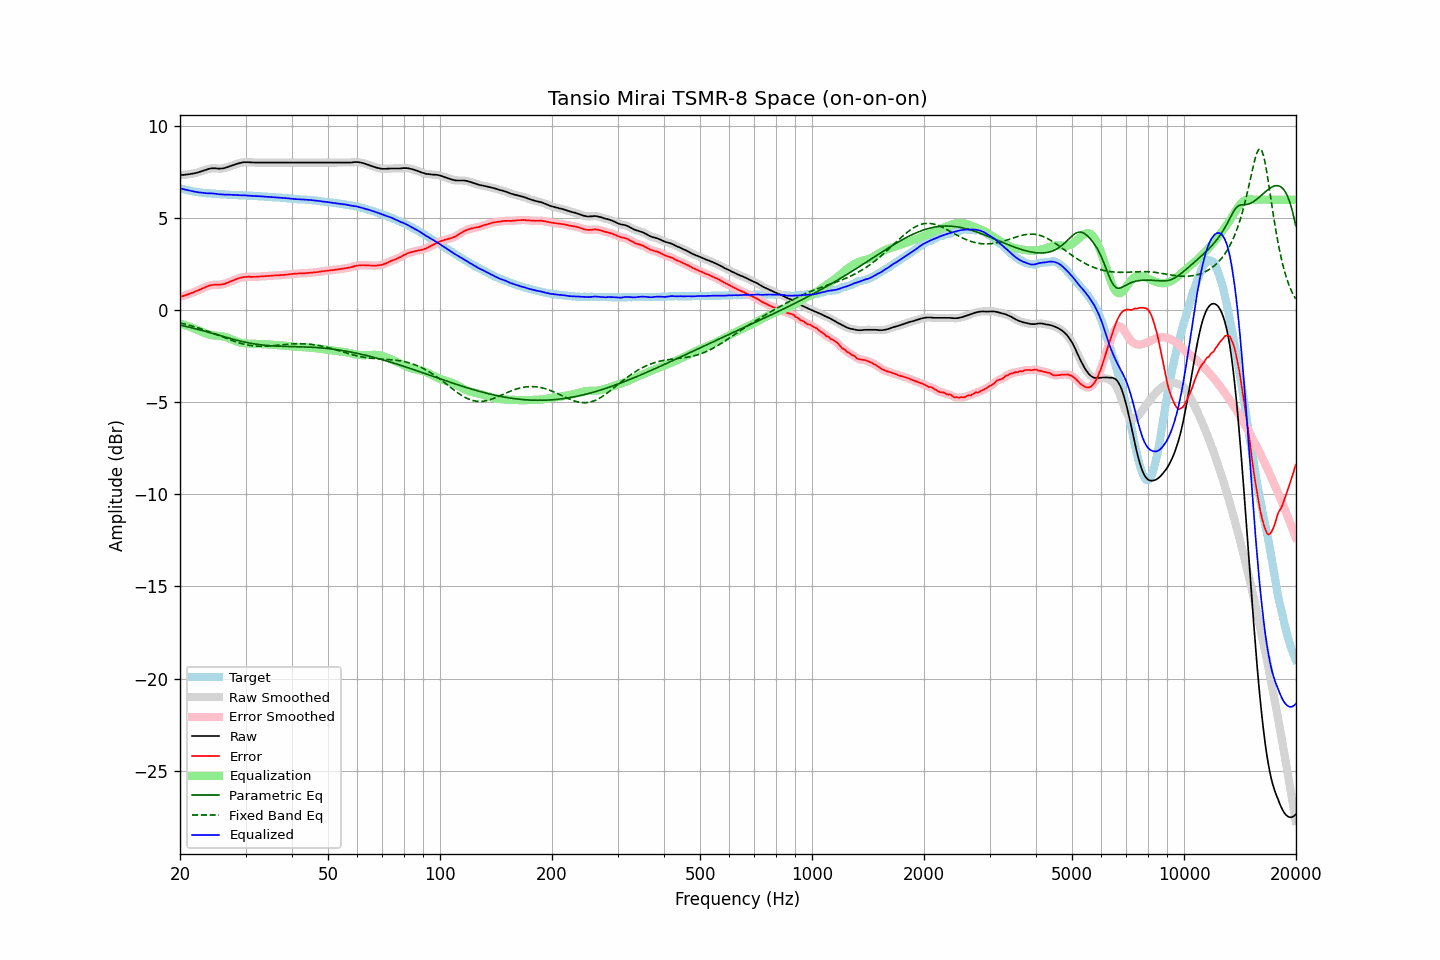 Tansio Mirai TSMR-8 Space (on-on-on)
10
5
0
−5
−10
−15
−20
−25
Amplitude (dBr)
Target
Raw Smoothed
Error Smoothed
Raw
Error
Equalization
Parametric Eq
Fixed Band Eq
Equalized
20 50 100 200 500 1000 2000 5000 10000 20000
Frequency (Hz)